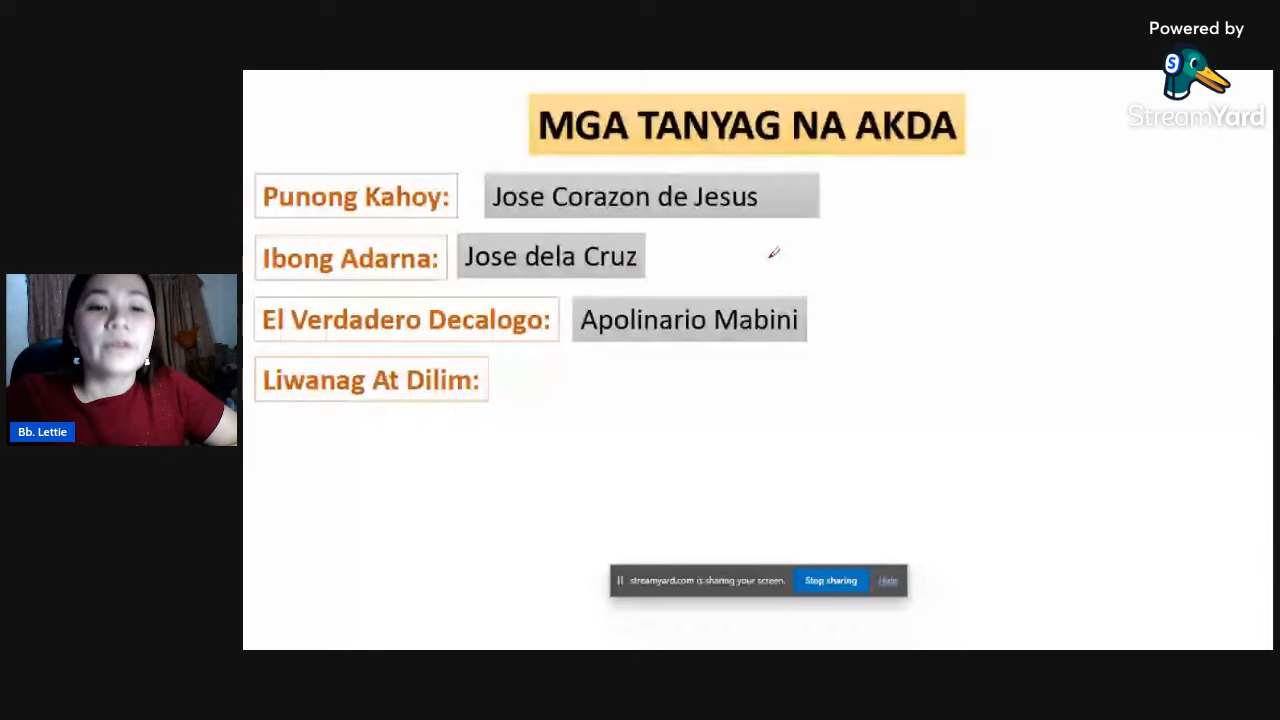 Powered by
StreamYard
MGA TANYAG NA AKDA
Punong Kahoy: Jose Corazon de Jesus
Ibong Adarna: Jose dela Cruz
El Verdadero Decalogo: Apolinario Mabini
Liwanag At Dilim:
Bb. Lettie
streamyard.com is sharing your screen. Stop sharing Hide